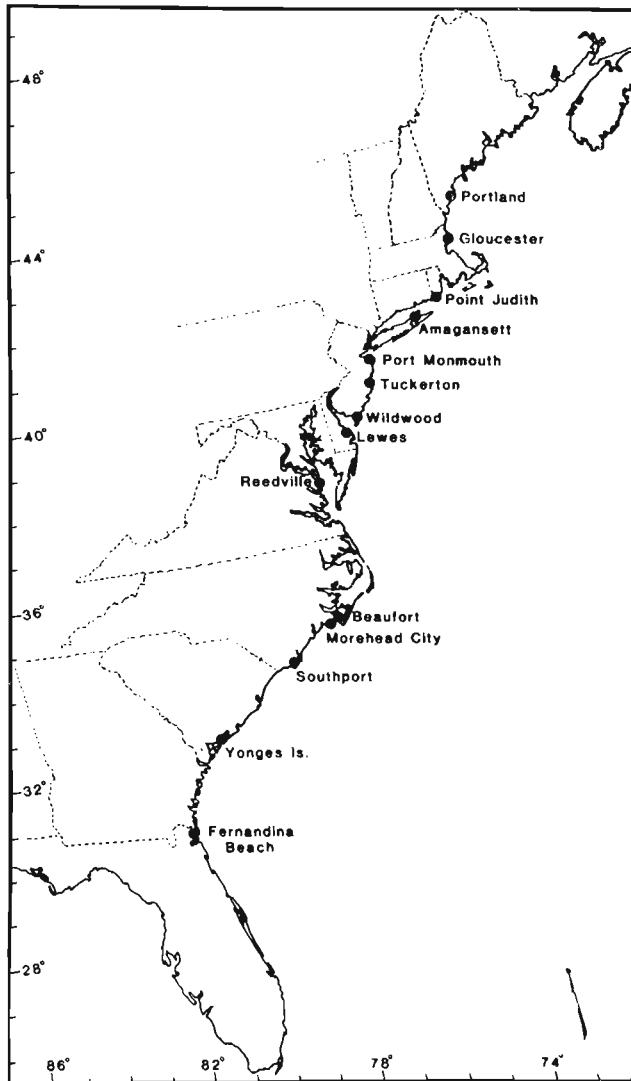 48°
Portland
Gloucester
44°
Point Judith
Amagansett
Port Monmouth
Tuckerton
Wildwood
Lewes
40°
Reedville
36°
Beaufort
Morehead City
Southport
Yonges Is.
32°
Fernandina
Beach
28°
86° 82° 78° 74°